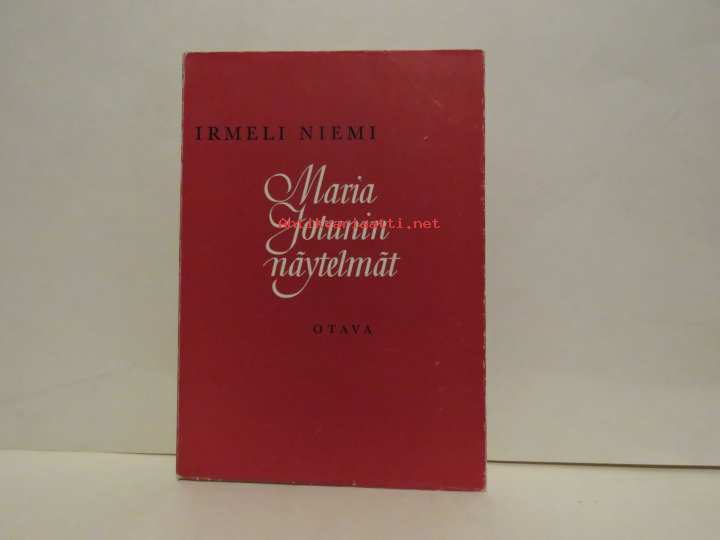 IRMELI NIEMI
Maria
Jotunin
näytelmät
OTAVA